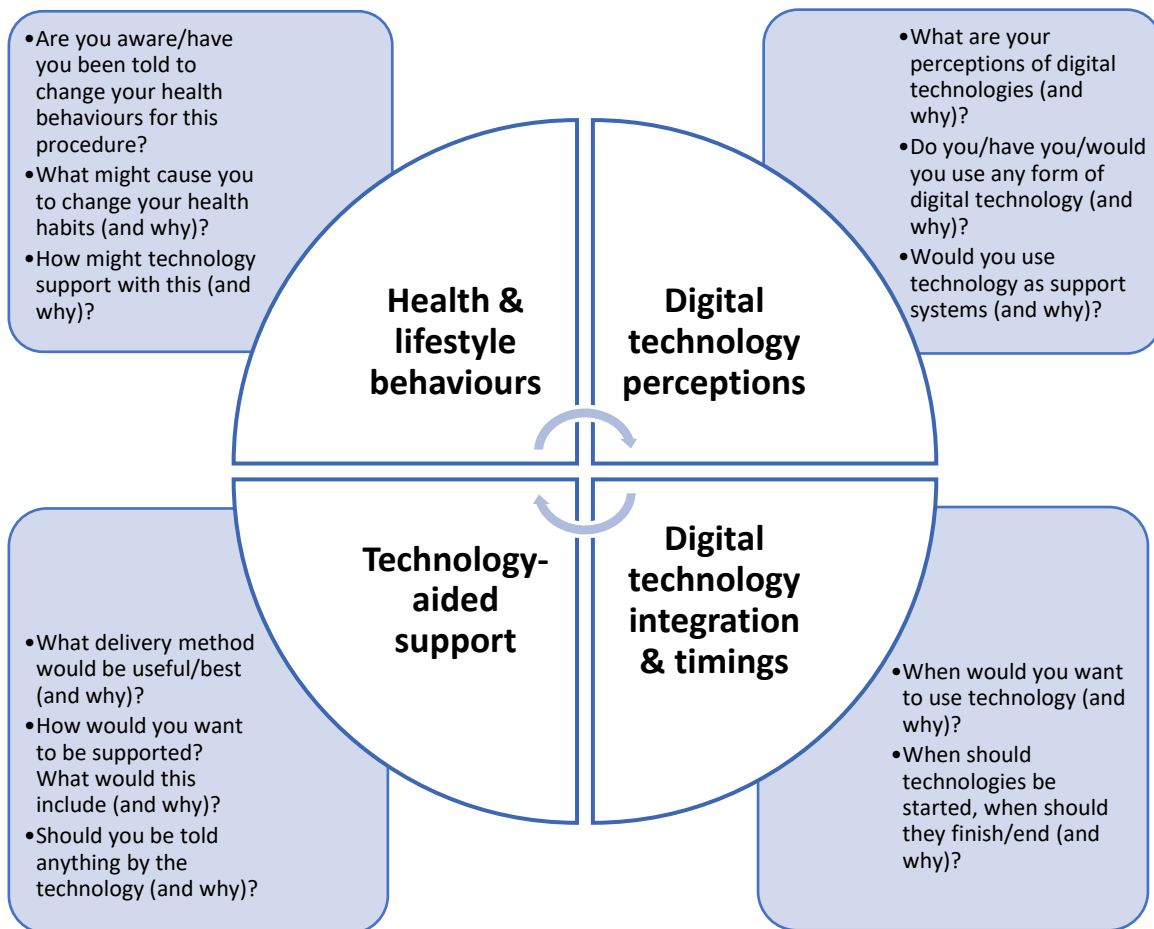 •Are you aware/have
you been told to
change your health
behaviours for this
procedure?
•What might cause you
to change your health
habits (and why)?
•How might technology
support with this (and
why)?
•What are your
perceptions of digital
technologies (and
why)?
•Do you/have you/would
you use any form of
digital technology (and
why)?
•Would you use
technology as support
systems (and why)?
Health &
lifestyle
behaviours
Digital
technology
perceptions
Technology-
aided
support
Digital
technology
integration
& timings
•What delivery method
would be useful/best
(and why)?
•How would you want
to be supported?
What would this
include (and why)?
•Should you be told
anything by the
technology (and why)?
•When would you want
to use technology (and
why)?
•When should
technologies be
started, when should
they finish/end (and
why)?